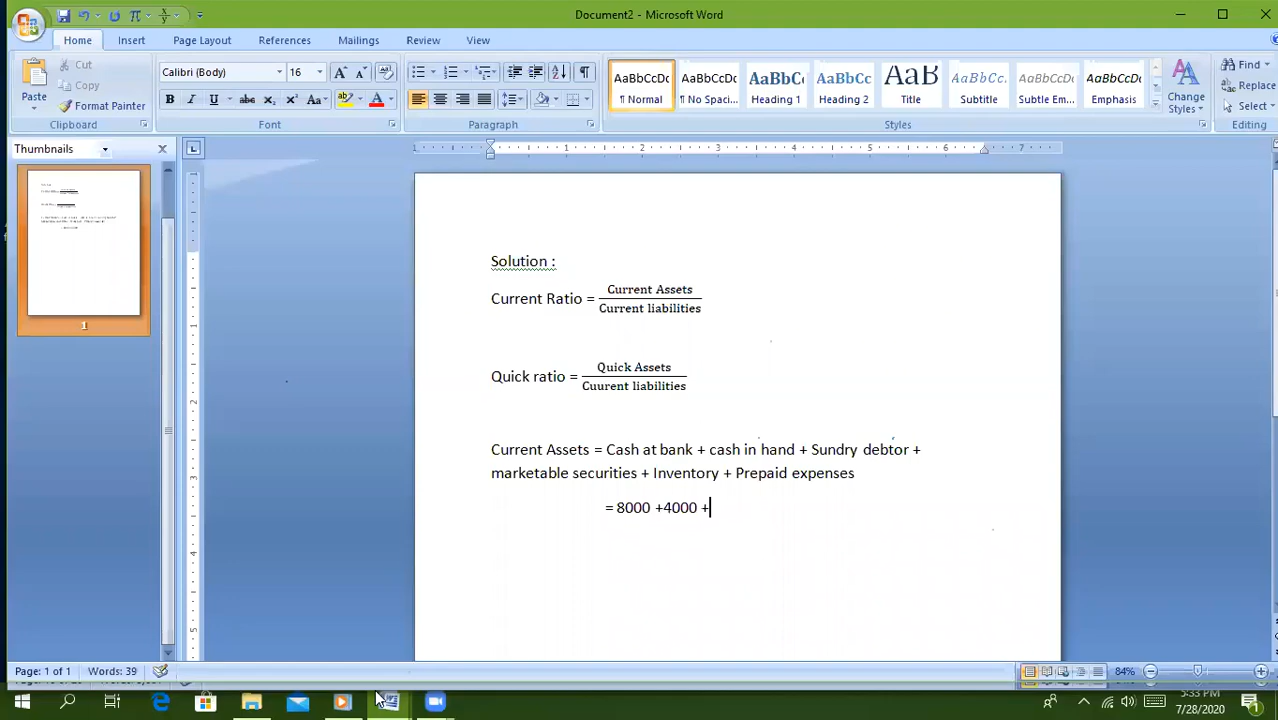 Document2 - Microsoft Word
Home Insert Page Layout References Mailings Review View
Paste
Cut
Copy
Format Painter
Clipboard
Calibri (Body) 16
Font
Paragraph
AaBbCcDc ¶ Normal
AaBbCcDc ¶ No Spaci...
AaBbCc Heading 1
AaBbCc Heading 2
AaB Title
AaBbCc. Subtitle
AaBbCcDc Subtle Em...
AaBbCcDc Emphasis
Change Styles
Styles
Find
Replace
Select
Editing
Thumbnails
1
Solution :
Current Ratio = Current Assets
Current liabilities
Quick ratio = Quick Assets
Cuurent liabilities
Current Assets = Cash at bank + cash in hand + Sundry debtor +
marketable securities + Inventory + Prepaid expenses
= 8000 +4000 +
Page: 1 of 1 Words: 39 84%
5:33 PM
7/28/2020